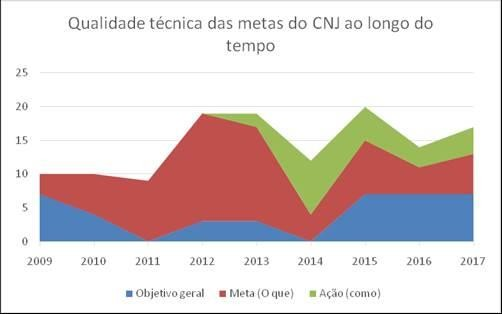 Qualidade técnica das metas do CNJ ao longo do
tempo
25
20
15
10
5
0
2009 2010 2011 2012 2013 2014 2015 2016 2017
Objetivo geral Meta (O que) Ação (como)